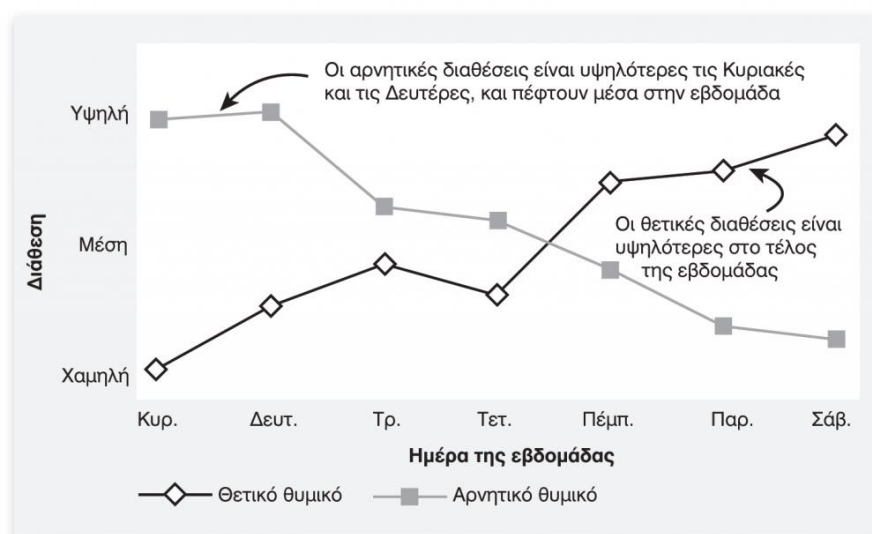 Οι αρνητικές διαθέσεις είναι υψηλότερες τις Κυριακές
και τις Δευτέρες, και πέφτουν μέσα στην εβδομάδα
Υψηλή
Μέση
Χαμηλή
Διάθεση
Οι θετικές διαθέσεις είναι
υψηλότερες στο τέλος
της εβδομάδας
Κυρ. Δευτ. Τρ. Τετ. Πέμπ. Παρ. Σάβ.
Ημέρα της εβδομάδας
Θετικό θυμικό Αρνητικό θυμικό